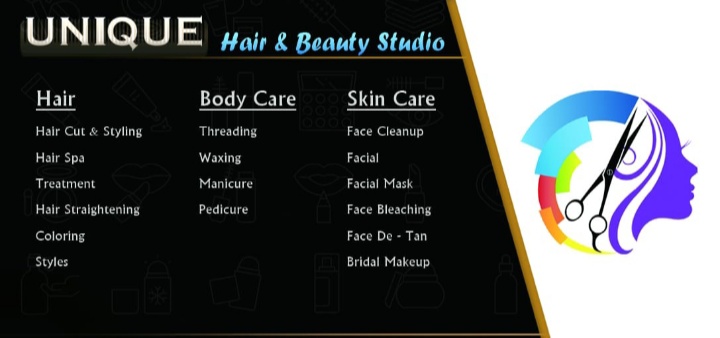 UNIQUE Hair & Beauty Studio
Hair
Hair Cut & Styling
Hair Spa
Treatment
Hair Straightening
Coloring
Styles
Body Care
Threading
Waxing
Manicure
Pedicure
Skin Care
Face Cleanup
Facial
Facial Mask
Face Bleaching
Face De - Tan
Bridal Makeup